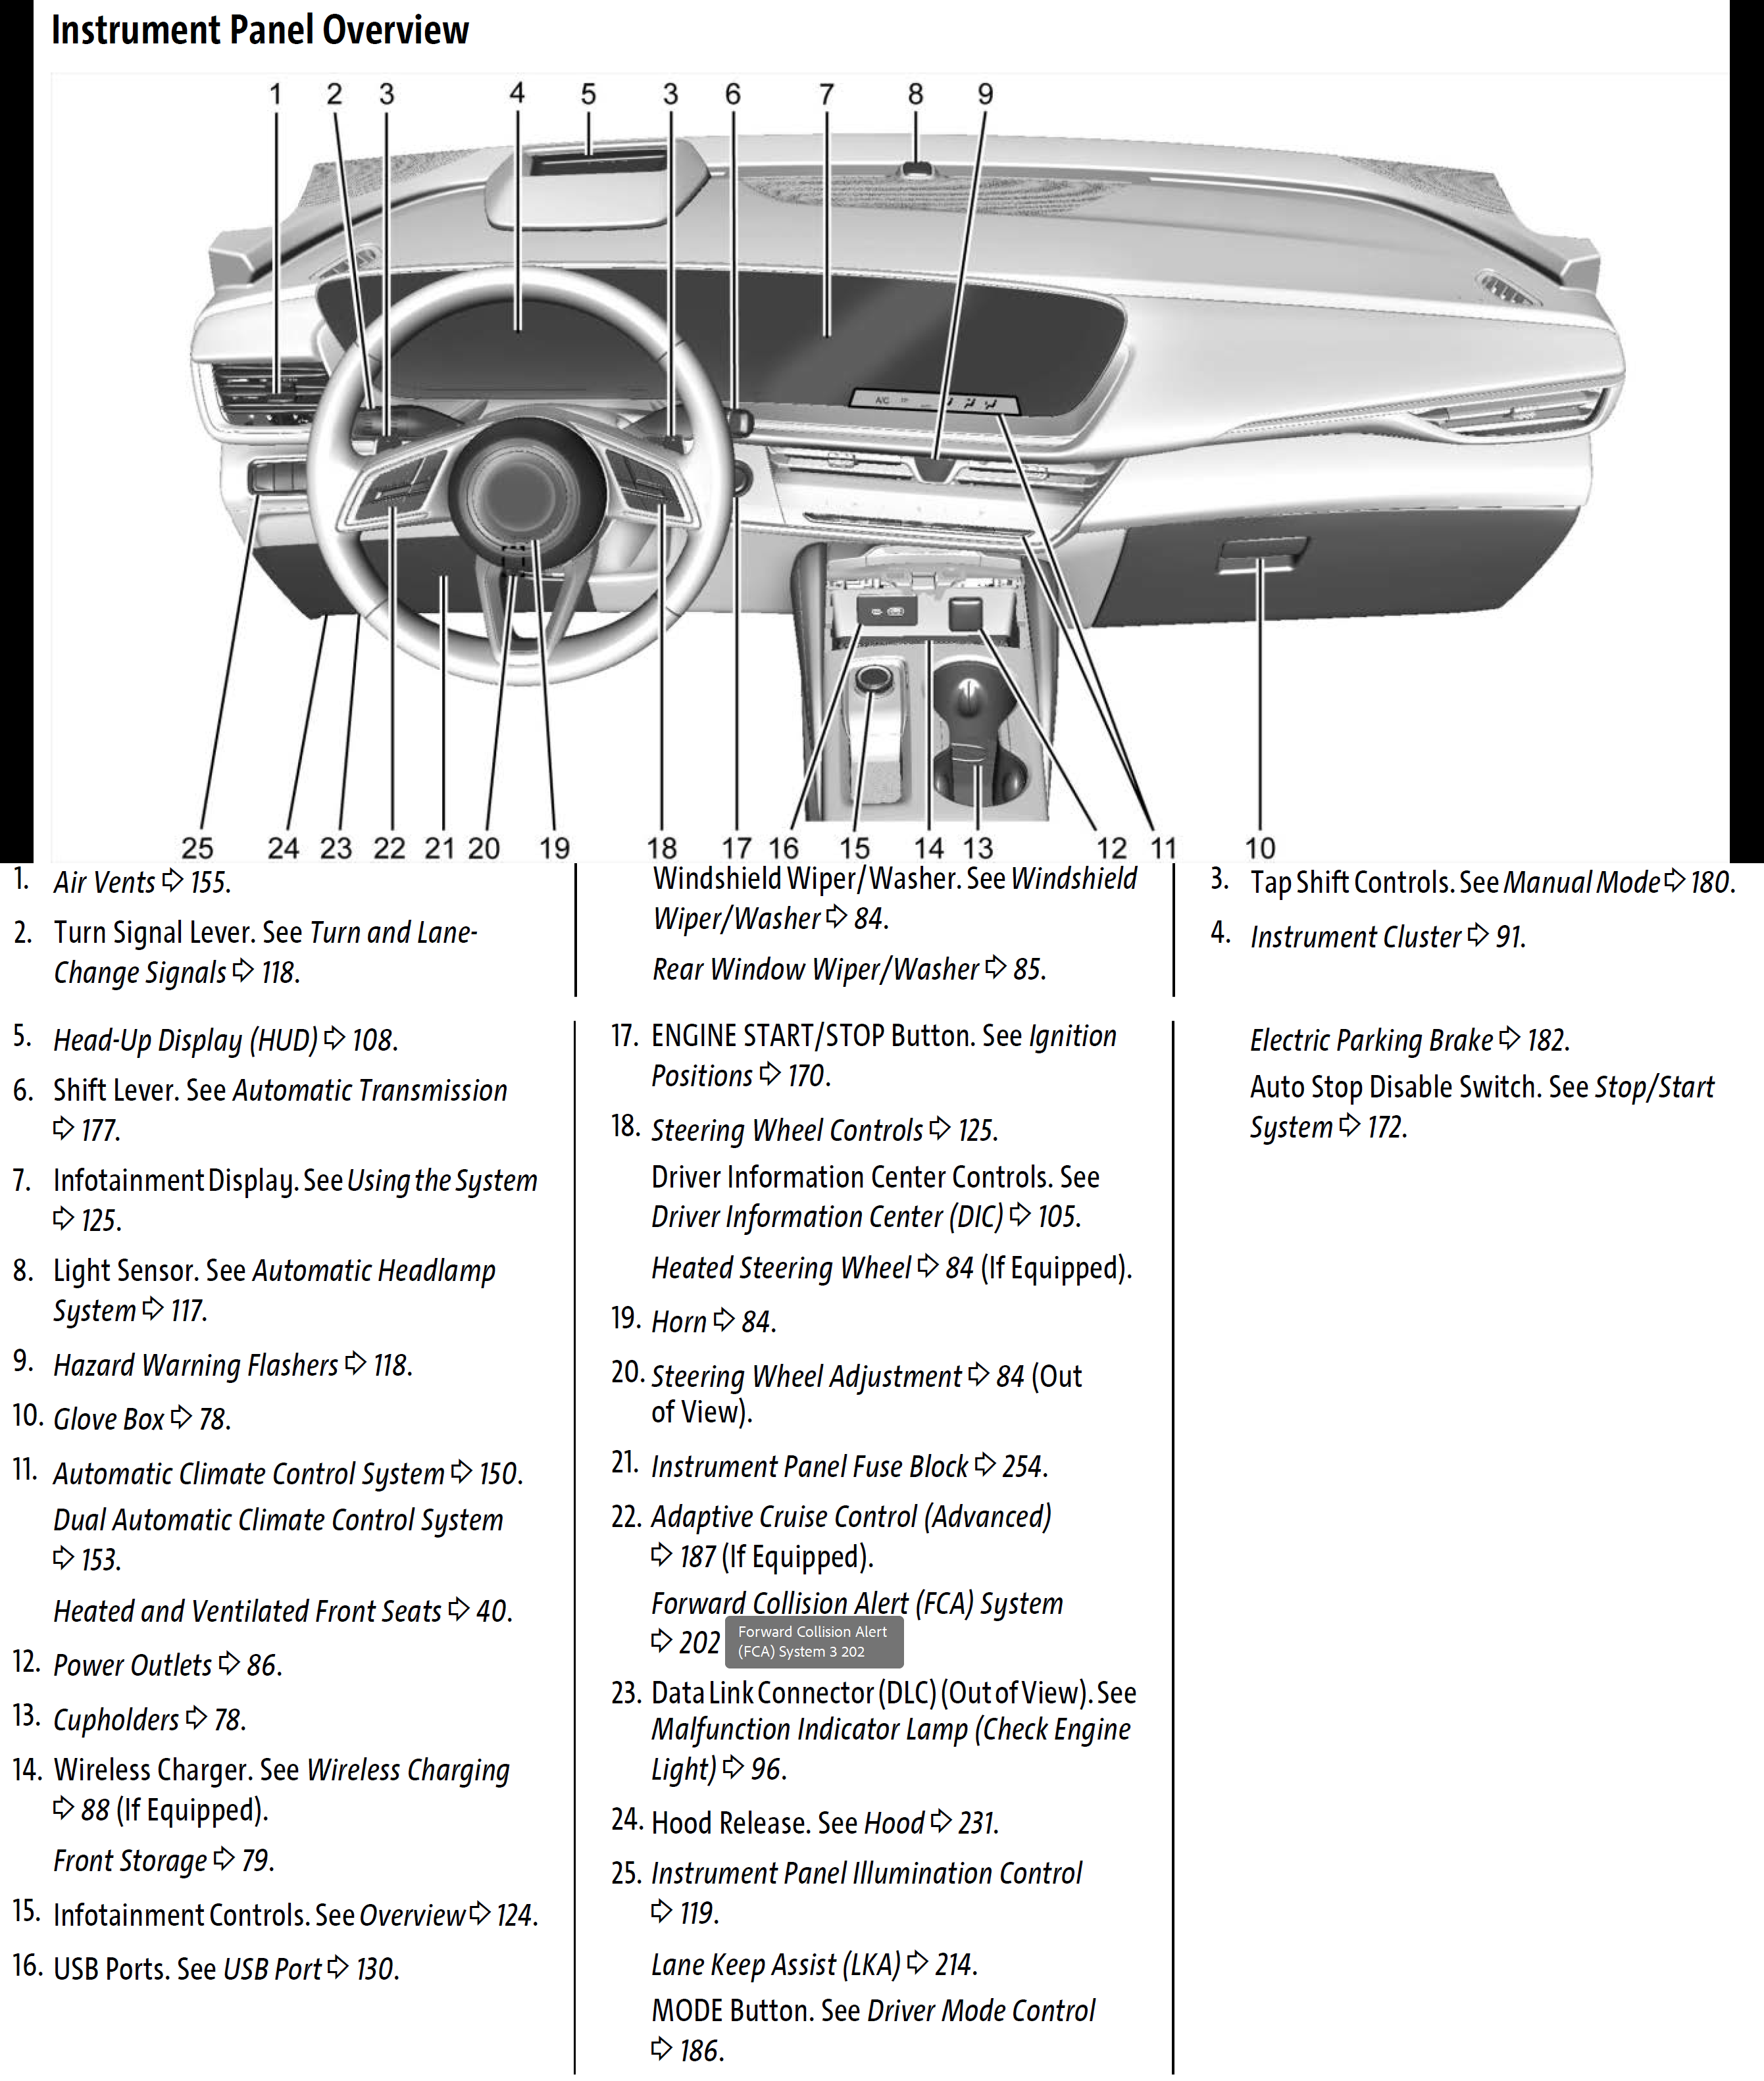 Instrument Panel Overview
1 2 3 4 5 3 6 7 8 9
A/C
25 24 23 22 21 20 19 18 17 16 15 14 13 12 11 10
1. Air Vents ⇨ 155.
2. Turn Signal Lever. See Turn and Lane-
Change Signals ⇨ 118.
Windshield Wiper/Washer. See Windshield
Wiper/Washer ⇨ 84.
Rear Window Wiper/Washer ⇨ 85.
3. Tap Shift Controls. See Manual Mode ⇨ 180.
4. Instrument Cluster ⇨ 91.
5. Head-Up Display (HUD) ⇨ 108.
6. Shift Lever. See Automatic Transmission
⇨ 177.
7. Infotainment Display. See Using the System
⇨ 125.
8. Light Sensor. See Automatic Headlamp
System ⇨ 117.
9. Hazard Warning Flashers ⇨ 118.
10. Glove Box ⇨ 78.
11. Automatic Climate Control System ⇨ 150.
Dual Automatic Climate Control System
⇨ 153.
Heated and Ventilated Front Seats ⇨ 40.
12. Power Outlets ⇨ 86.
13. Cupholders ⇨ 78.
14. Wireless Charger. See Wireless Charging
⇨ 88 (If Equipped).
Front Storage ⇨ 79.
15. Infotainment Controls. See Overview ⇨ 124.
16. USB Ports. See USB Port ⇨ 130.
17. ENGINE START/STOP Button. See Ignition
Positions ⇨ 170.
18. Steering Wheel Controls ⇨ 125.
Driver Information Center Controls. See
Driver Information Center (DIC) ⇨ 105.
Heated Steering Wheel ⇨ 84 (If Equipped).
19. Horn ⇨ 84.
20. Steering Wheel Adjustment ⇨ 84 (Out
of View).
21. Instrument Panel Fuse Block ⇨ 254.
22. Adaptive Cruise Control (Advanced)
⇨ 187 (If Equipped).
Forward Collision Alert (FCA) System
⇨ 202
Forward Collision Alert
(FCA) System 3 202
23. Data Link Connector (DLC) (Out of View). See
Malfunction Indicator Lamp (Check Engine
Light) ⇨ 96.
24. Hood Release. See Hood ⇨ 231.
25. Instrument Panel Illumination Control
⇨ 119.
Lane Keep Assist (LKA) ⇨ 214.
MODE Button. See Driver Mode Control
⇨ 186.
Electric Parking Brake ⇨ 182.
Auto Stop Disable Switch. See Stop/Start
System ⇨ 172.